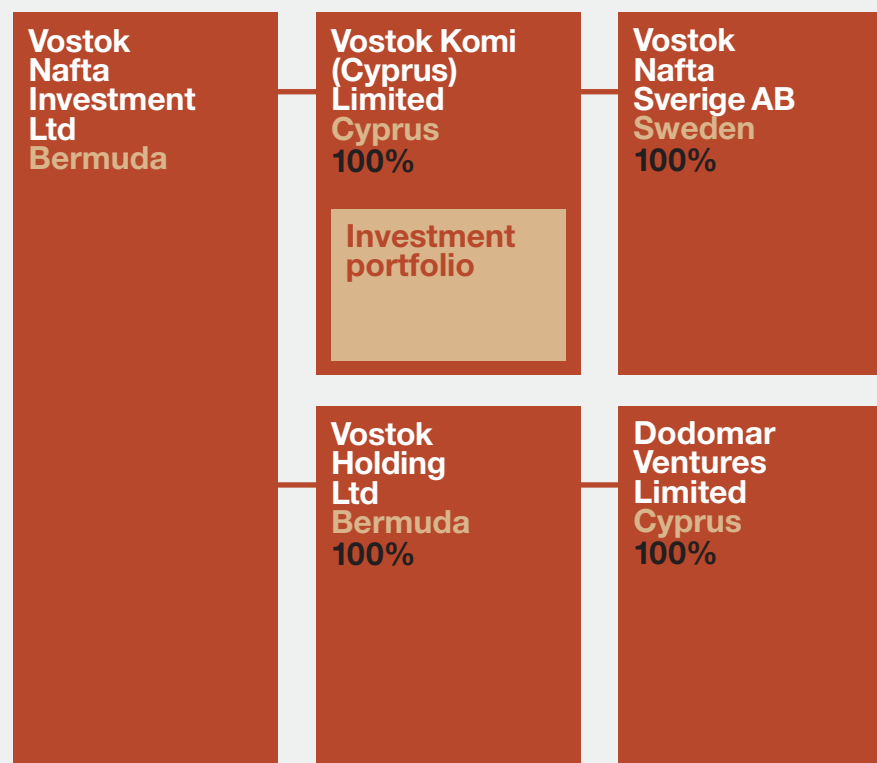 Vostok
Nafta
Investment
Ltd
Bermuda
Vostok Komi
(Cyprus)
Limited
Cyprus
100%
Investment
portfolio
Vostok
Nafta
Sverige AB
Sweden
100%
Vostok
Holding
Ltd
Bermuda
100%
Dodomar
Ventures
Limited
Cyprus
100%